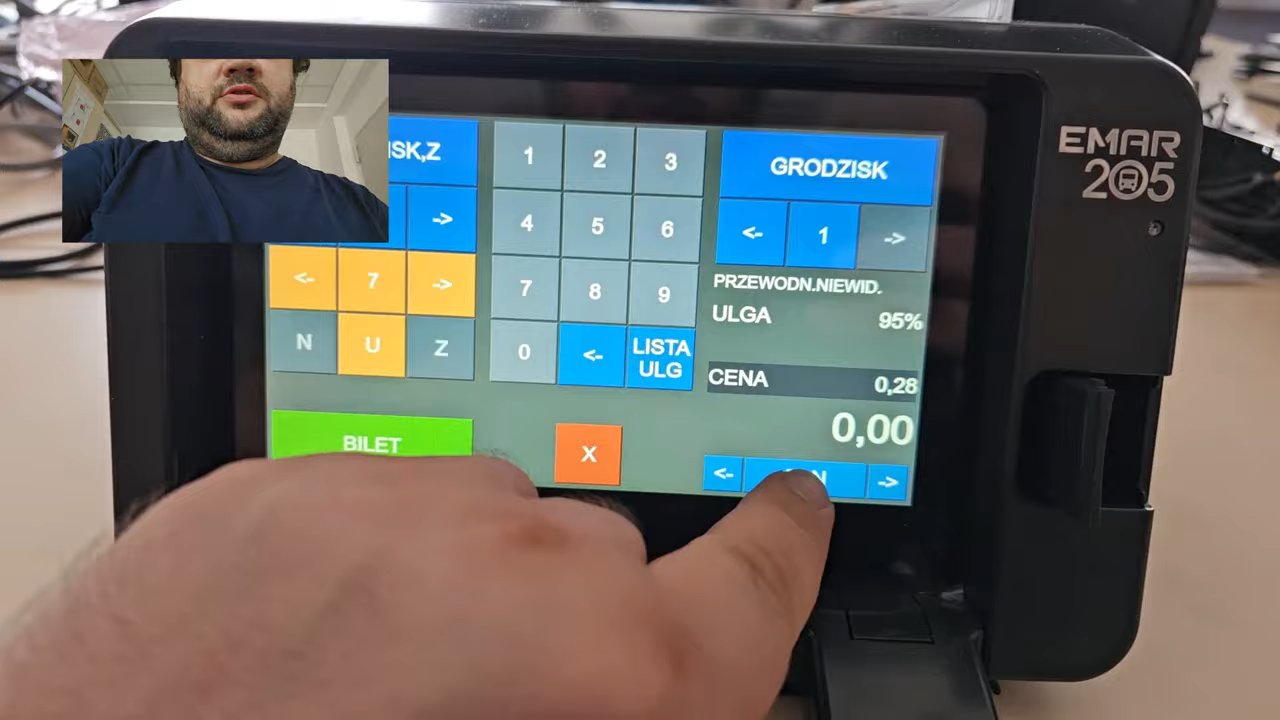 ISK,Z
1 2 3
GRODZISK
EMAR
205
->
4 5 6
<- 1 ->
<- 7 ->
7 8 9
PRZEWODN.NIEWID.
ULGA 95%
N U Z
0 <- LISTA ULG
CENA 0,28
0,00
BILET
X
<- ->